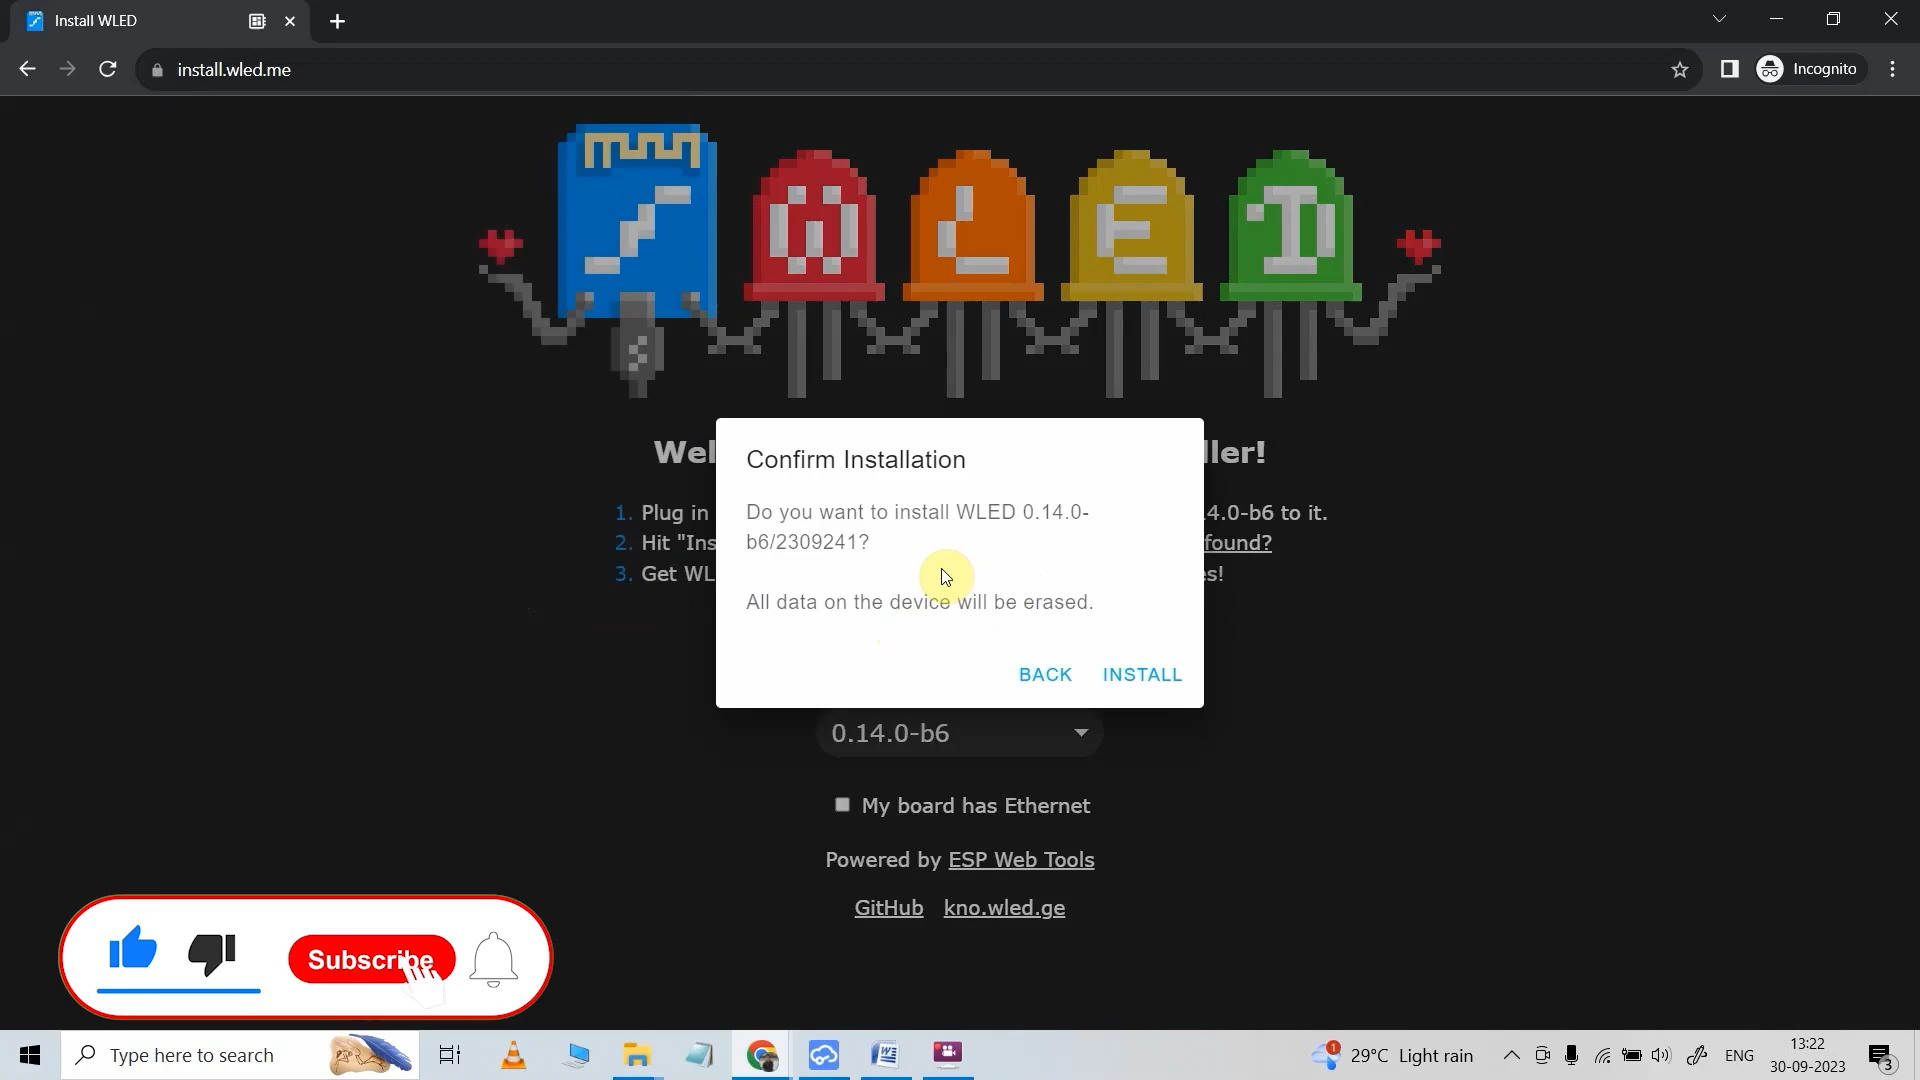 Install WLED
install.wled.me
Incognito
WLED
Wel
ller!
1. Plug in
4.0-b6 to it.
2. Hit "Ins
found?
3. Get WL
s!
Confirm Installation
Do you want to install WLED 0.14.0-
b6/2309241?
All data on the device will be erased.
BACK INSTALL
0.14.0-b6
My board has Ethernet
Powered by ESP Web Tools
GitHub kno.wled.ge
Subscribe
Type here to search
1
29°C Light rain
ENG
13:22
30-09-2023
3